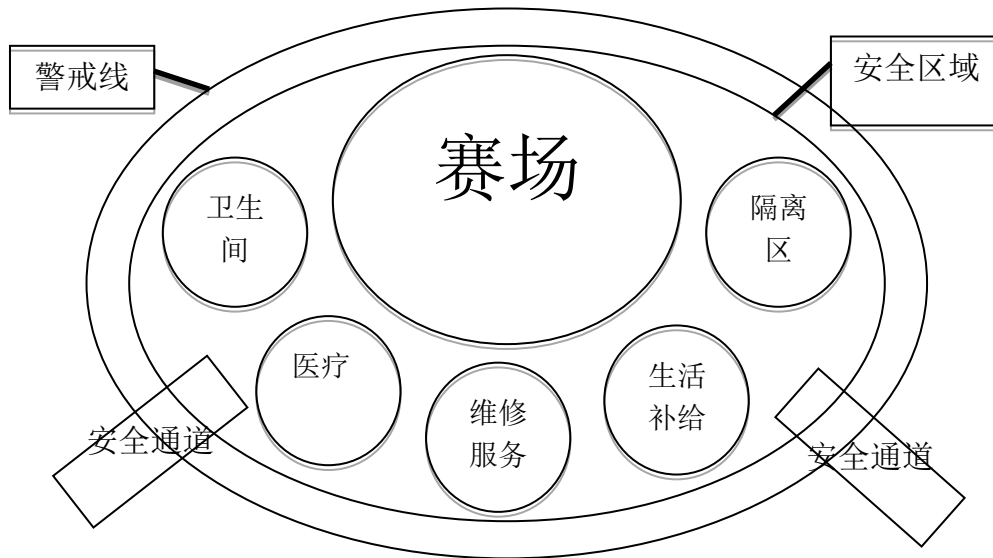 警戒线
安全区域
赛场
卫生
间
隔离
区
医疗
维修
服务
生活
补给
安全通道
安全通道